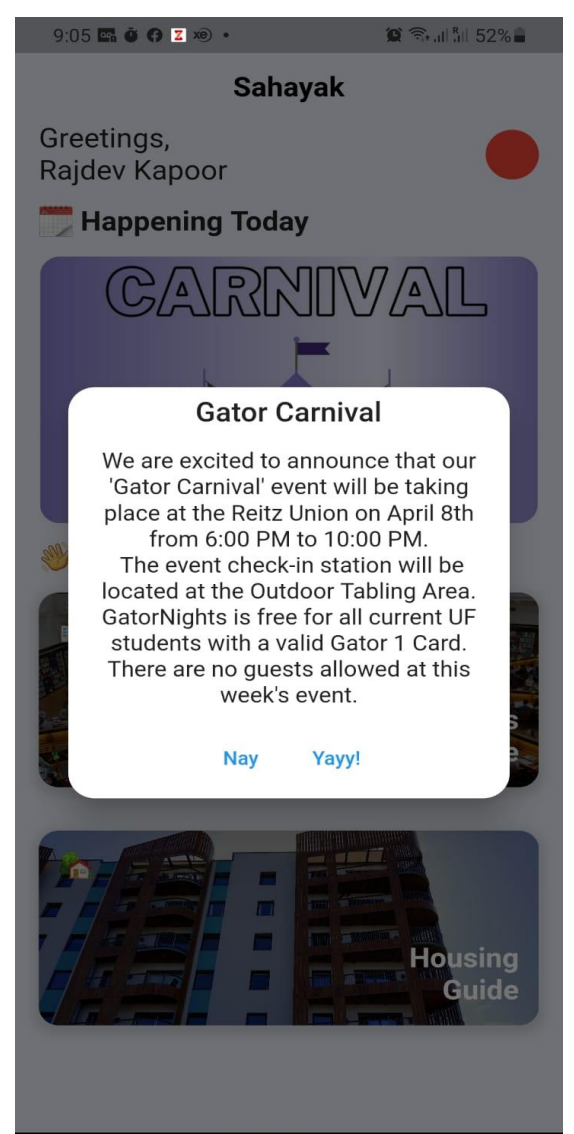 9:05
52%
Sahayak
Greetings,
Rajdev Kapoor
Happening Today
CARNIVAL
Gator Carnival
We are excited to announce that our
'Gator Carnival' event will be taking
place at the Reitz Union on April 8th
from 6:00 PM to 10:00 PM.
The event check-in station will be
located at the Outdoor Tabling Area.
GatorNights is free for all current UF
students with a valid Gator 1 Card.
There are no guests allowed at this
week's event.
Nay Yayy!
Housing
Guide